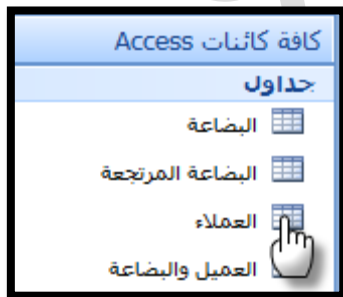 كافة كائنات Access
جداول
البضاعة
البضاعة المرتجعة
العملاء
العميل والبضاعة